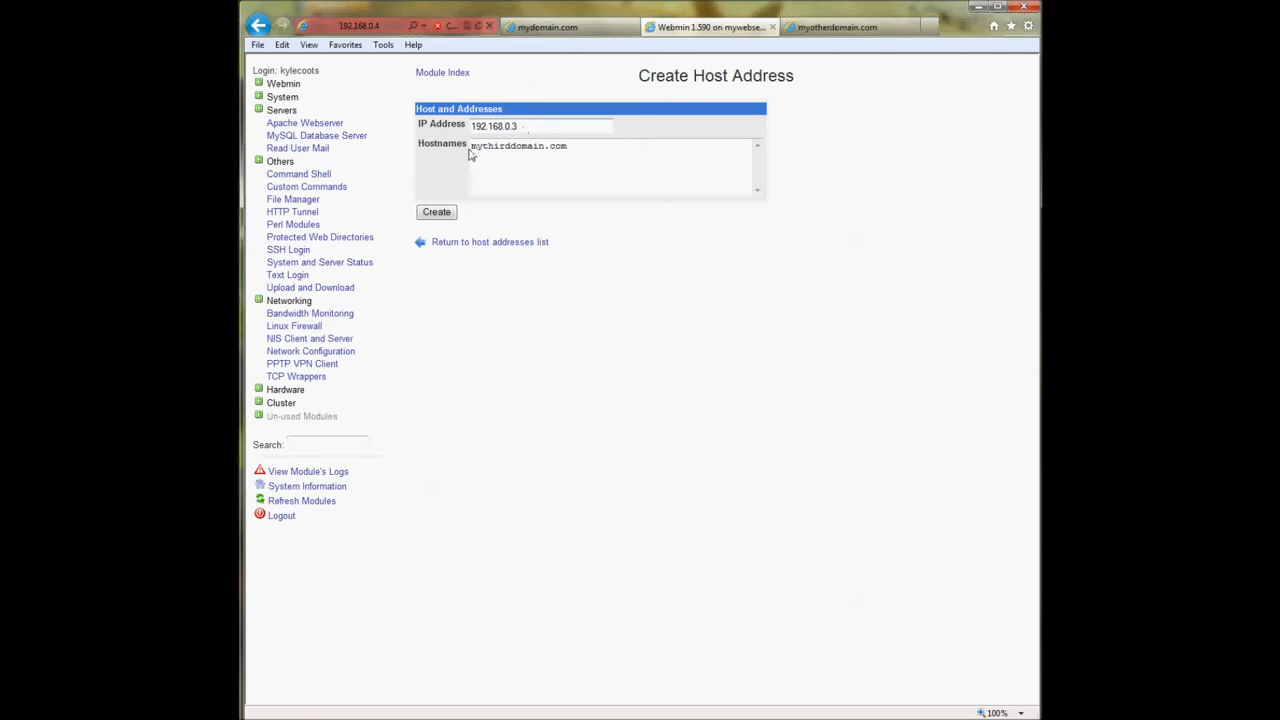 192.168.0.4
C...
mydomain.com
Webmin 1.590 on mywebse...
myotherdomain.com
File Edit View Favorites Tools Help
Login: kylecoots
Webmin
System
Servers
Apache Webserver
MySQL Database Server
Read User Mail
Others
Command Shell
Custom Commands
File Manager
HTTP Tunnel
Perl Modules
Protected Web Directories
SSH Login
System and Server Status
Text Login
Upload and Download
Networking
Bandwidth Monitoring
Linux Firewall
NIS Client and Server
Network Configuration
PPTP VPN Client
TCP Wrappers
Hardware
Cluster
Un-used Modules
Search:
View Module's Logs
System Information
Refresh Modules
Logout
Module Index
Create Host Address
Host and Addresses
IP Address 192.168.0.3
Hostnames mythirddomain.com
Create
Return to host addresses list
100%